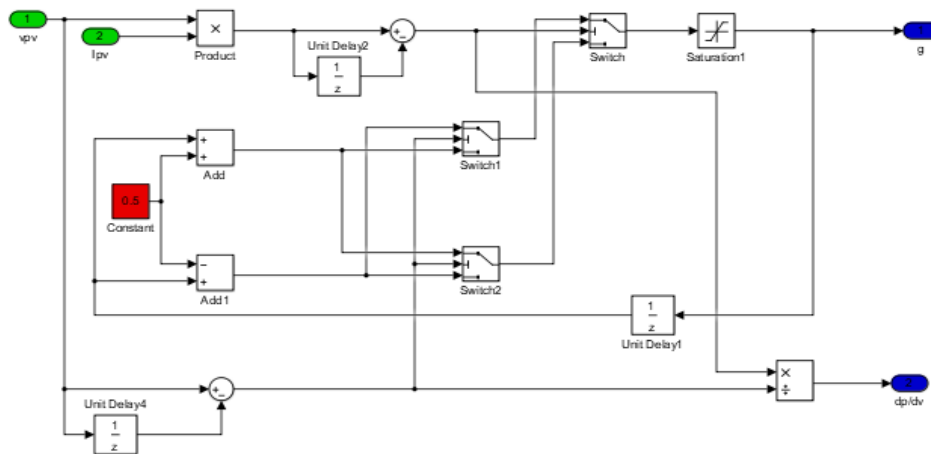 1
vpv
2
Ipv
×
Product
Unit Delay2
1
z
+
−
Switch
Saturation1
1
g
+
+
Add
0.5
Constant
−
+
Add1
Switch1
Switch2
1
z
Unit Delay1
Unit Delay4
1
z
+
−
×
÷
2
dp/dv